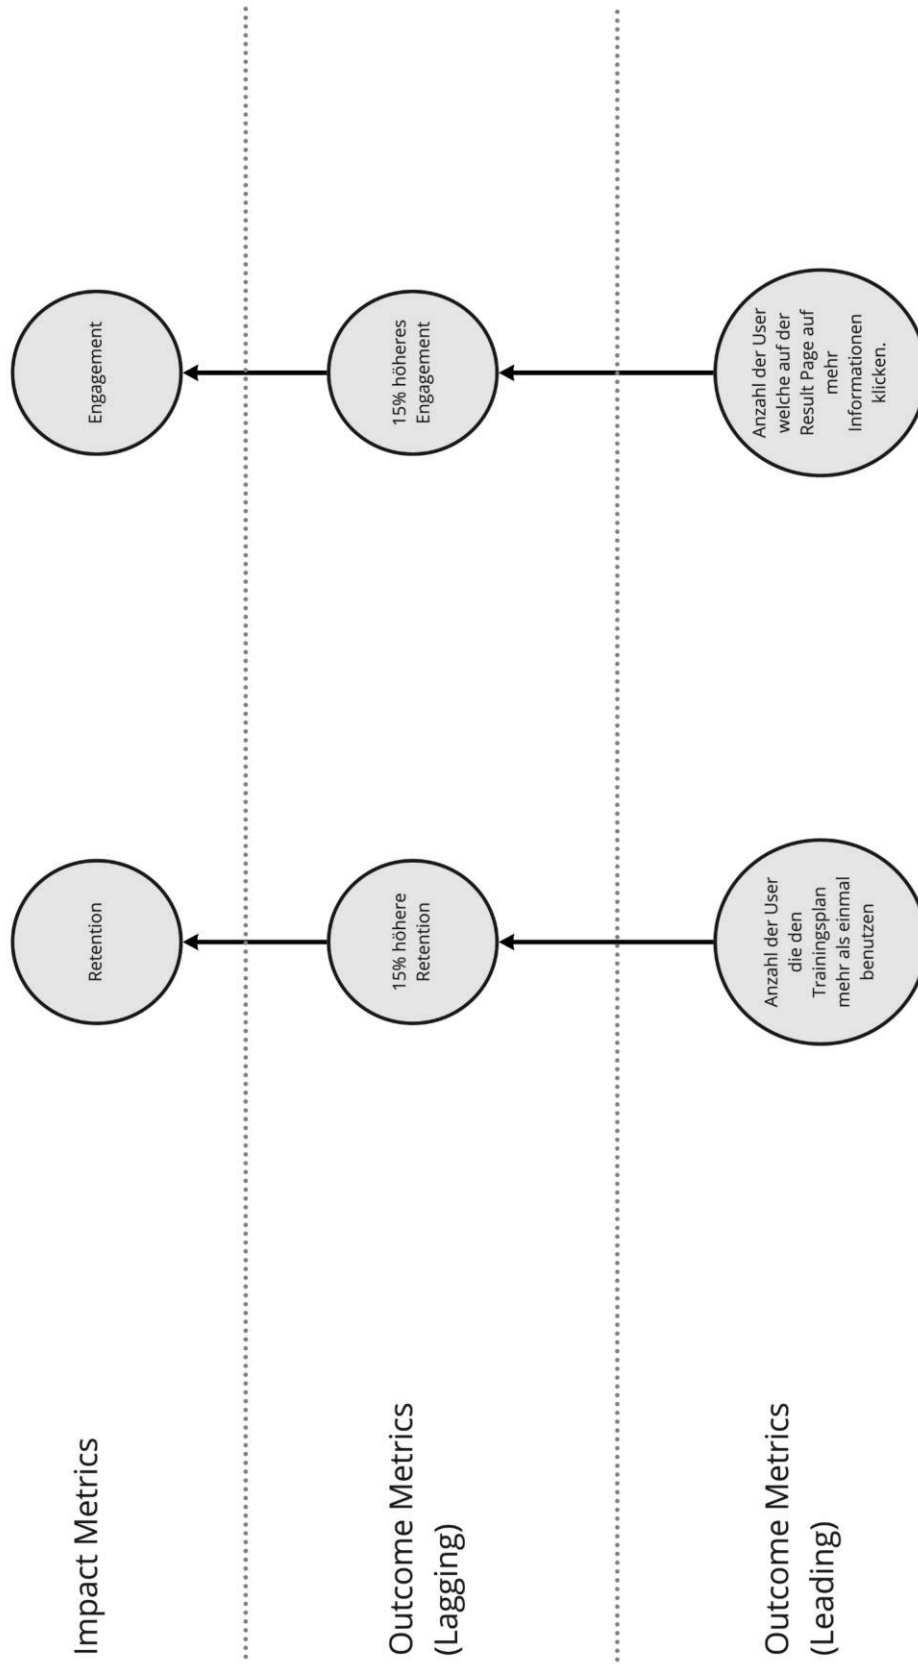 Impact Metrics
Retention
Engagement
Outcome Metrics
(Lagging)
15% höhere
Retention
15% höheres
Engagement
Outcome Metrics
(Leading)
Anzahl der User
die den
Trainingsplan
mehr als einmal
benutzen
Anzahl der User
welche auf der
Result Page auf
mehr
Informationen
klicken.